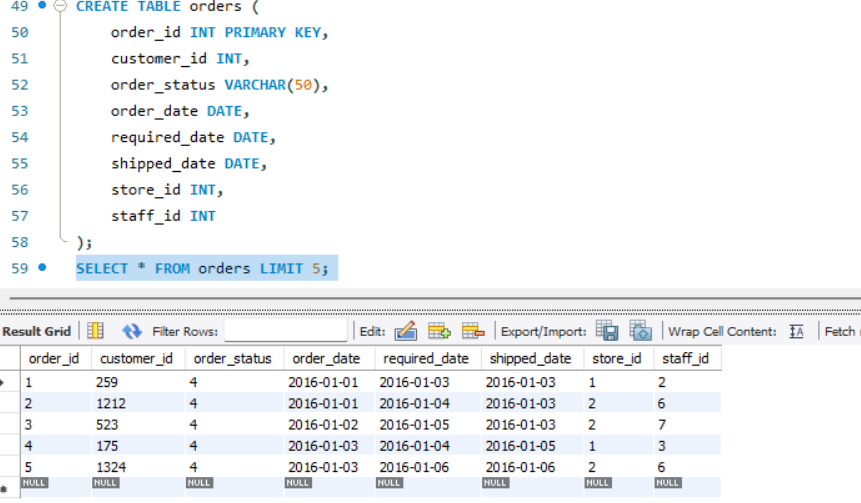 49 CREATE TABLE orders (
50 order_id INT PRIMARY KEY,
51 customer_id INT,
52 order_status VARCHAR(50),
53 order_date DATE,
54 required_date DATE,
55 shipped_date DATE,
56 store_id INT,
57 staff_id INT
58 );
59 SELECT * FROM orders LIMIT 5;
Result Grid Filter Rows: Edit: Export/Import: Wrap Cell Content: IA Fetch
order_id customer_id order_status order_date required_date shipped_date store_id staff_id
1 259 4 2016-01-01 2016-01-03 2016-01-03 1 2
2 1212 4 2016-01-01 2016-01-04 2016-01-03 2 6
3 523 4 2016-01-02 2016-01-05 2016-01-03 2 7
4 175 4 2016-01-03 2016-01-04 2016-01-05 1 3
5 1324 4 2016-01-03 2016-01-06 2016-01-06 2 6
NULL NULL NULL NULL NULL NULL NULL NULL